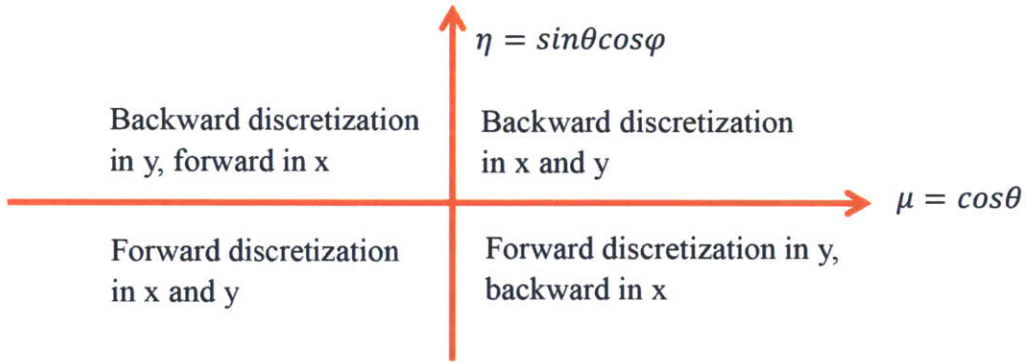 η = sinθcosφ
Backward discretization
in y, forward in x
Backward discretization
in x and y
μ = cosθ
Forward discretization
in x and y
Forward discretization in y,
backward in x